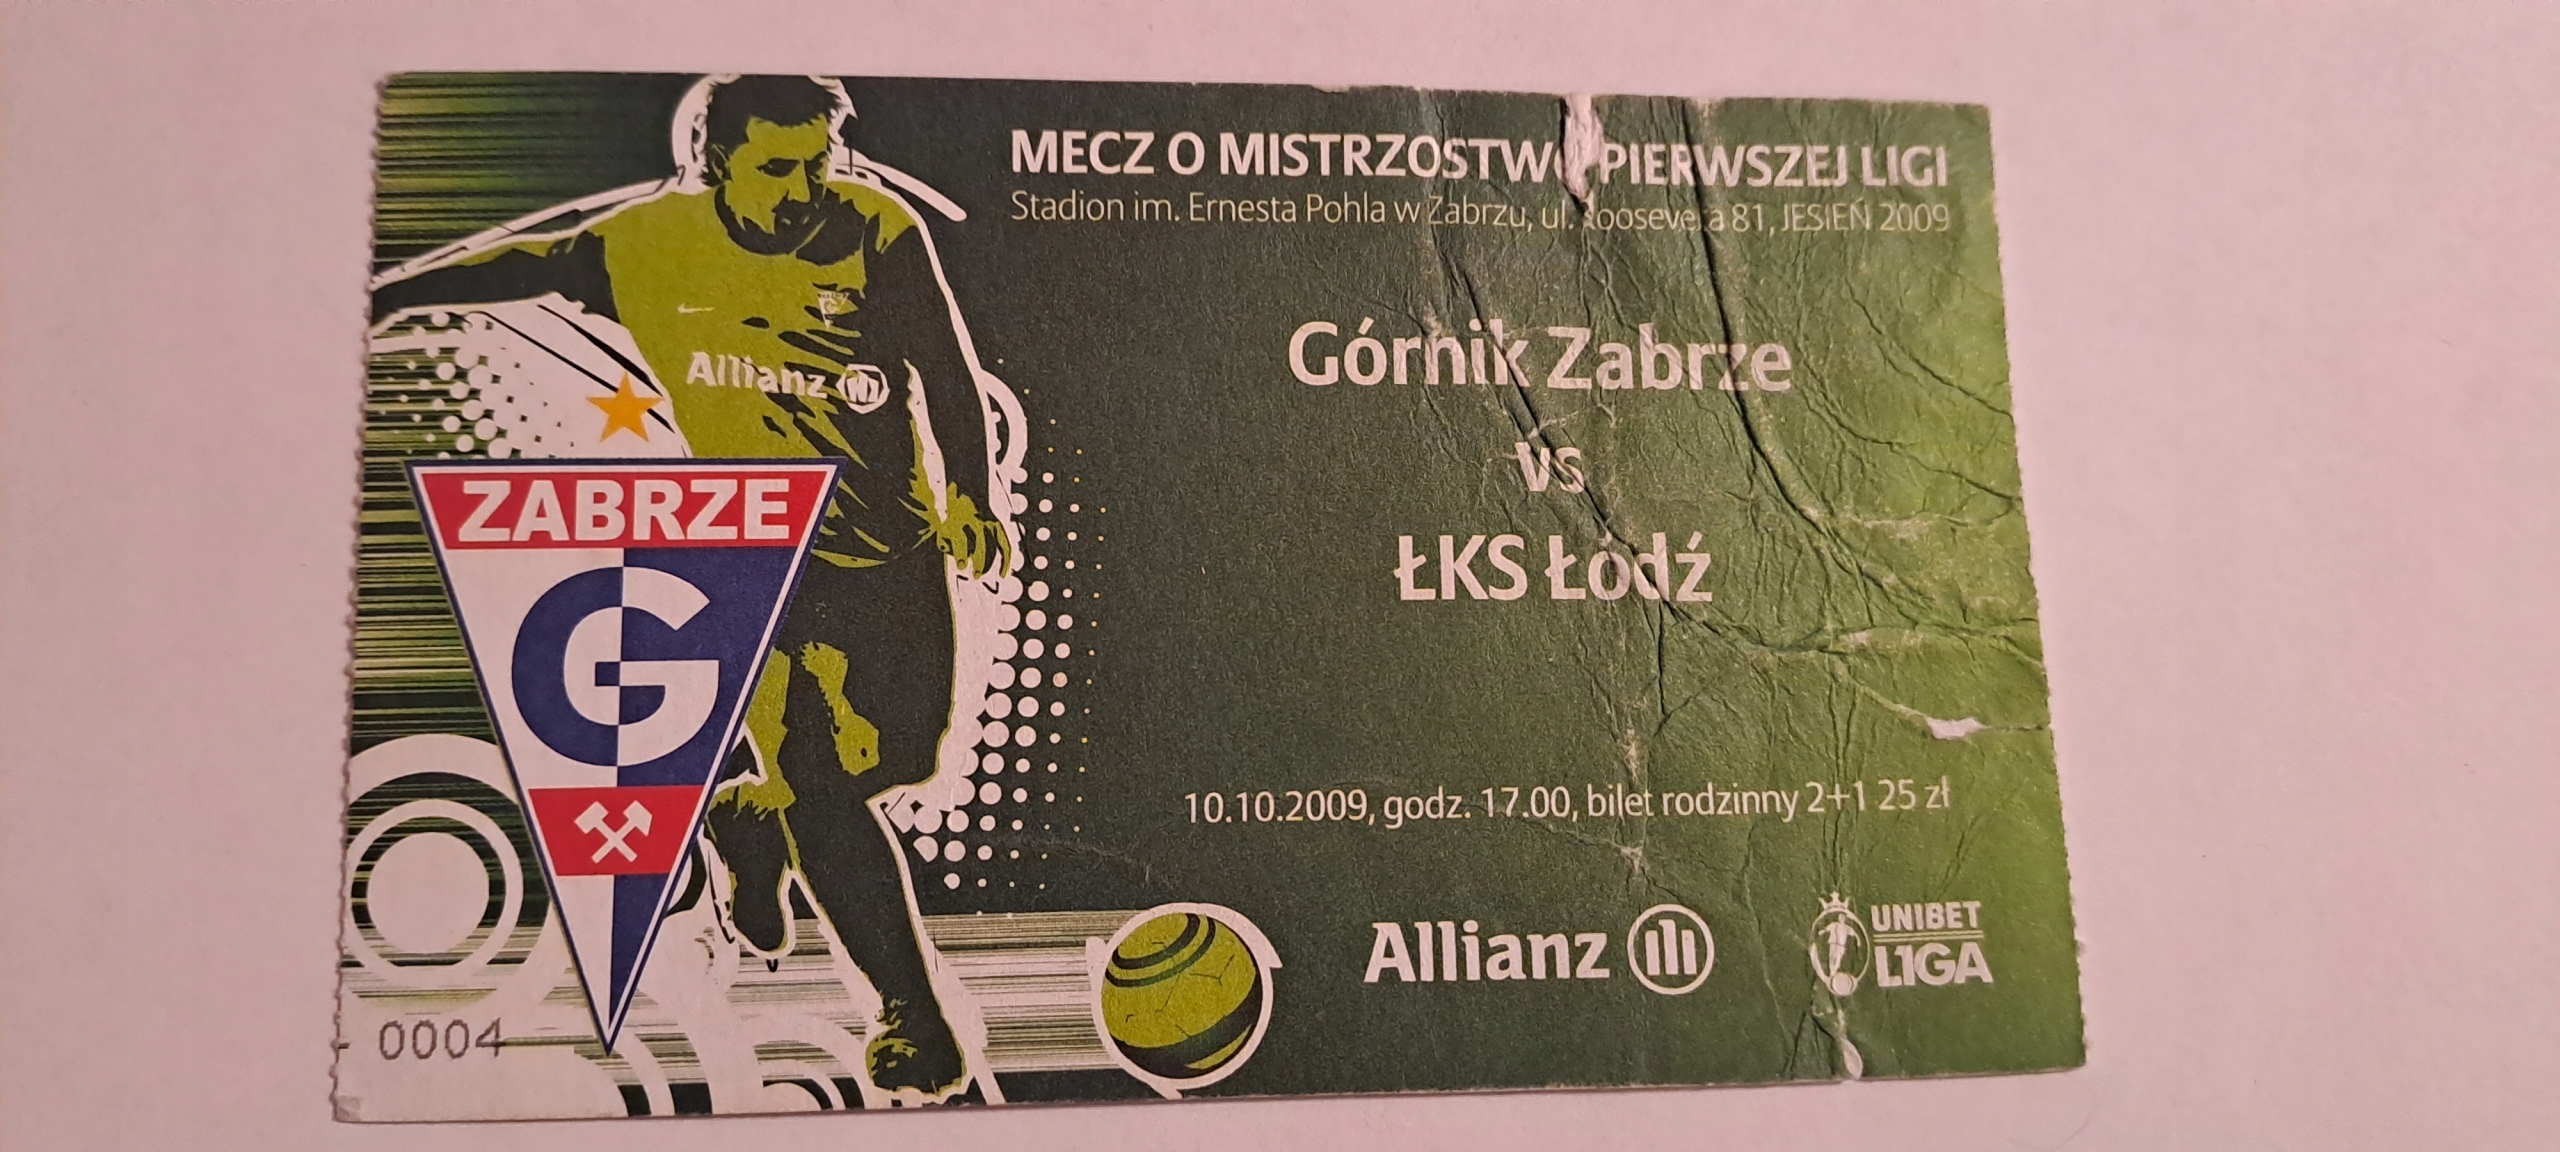 MECZ O MISTRZOSTWO PIERWSZEJ LIGI
Stadion im. Ernesta Pohla w Zabrzu, ul. Roosevelta 81, JESIEŃ 2009
Allianz
Górnik Zabrze
vs
ŁKS Łódź
ZABRZE
G
10.10.2009, godz. 17.00, bilet rodzinny 2+1 25 zł
Allianz
UNIBET
L1GA
0004